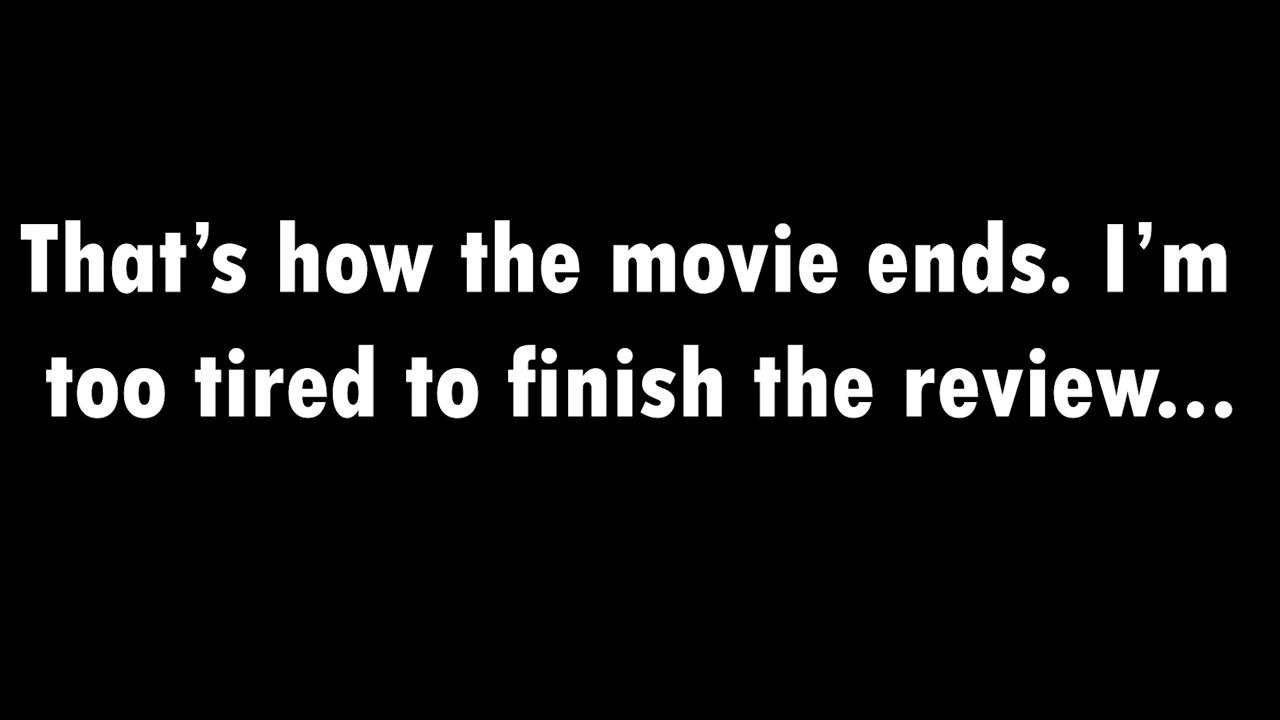 That’s how the movie ends. I’m
too tired to finish the review...